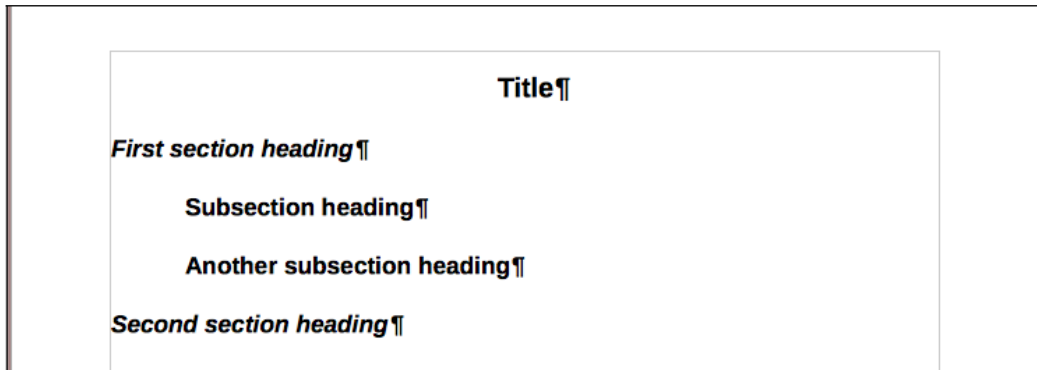 Title¶
First section heading¶
Subsection heading¶
Another subsection heading¶
Second section heading¶